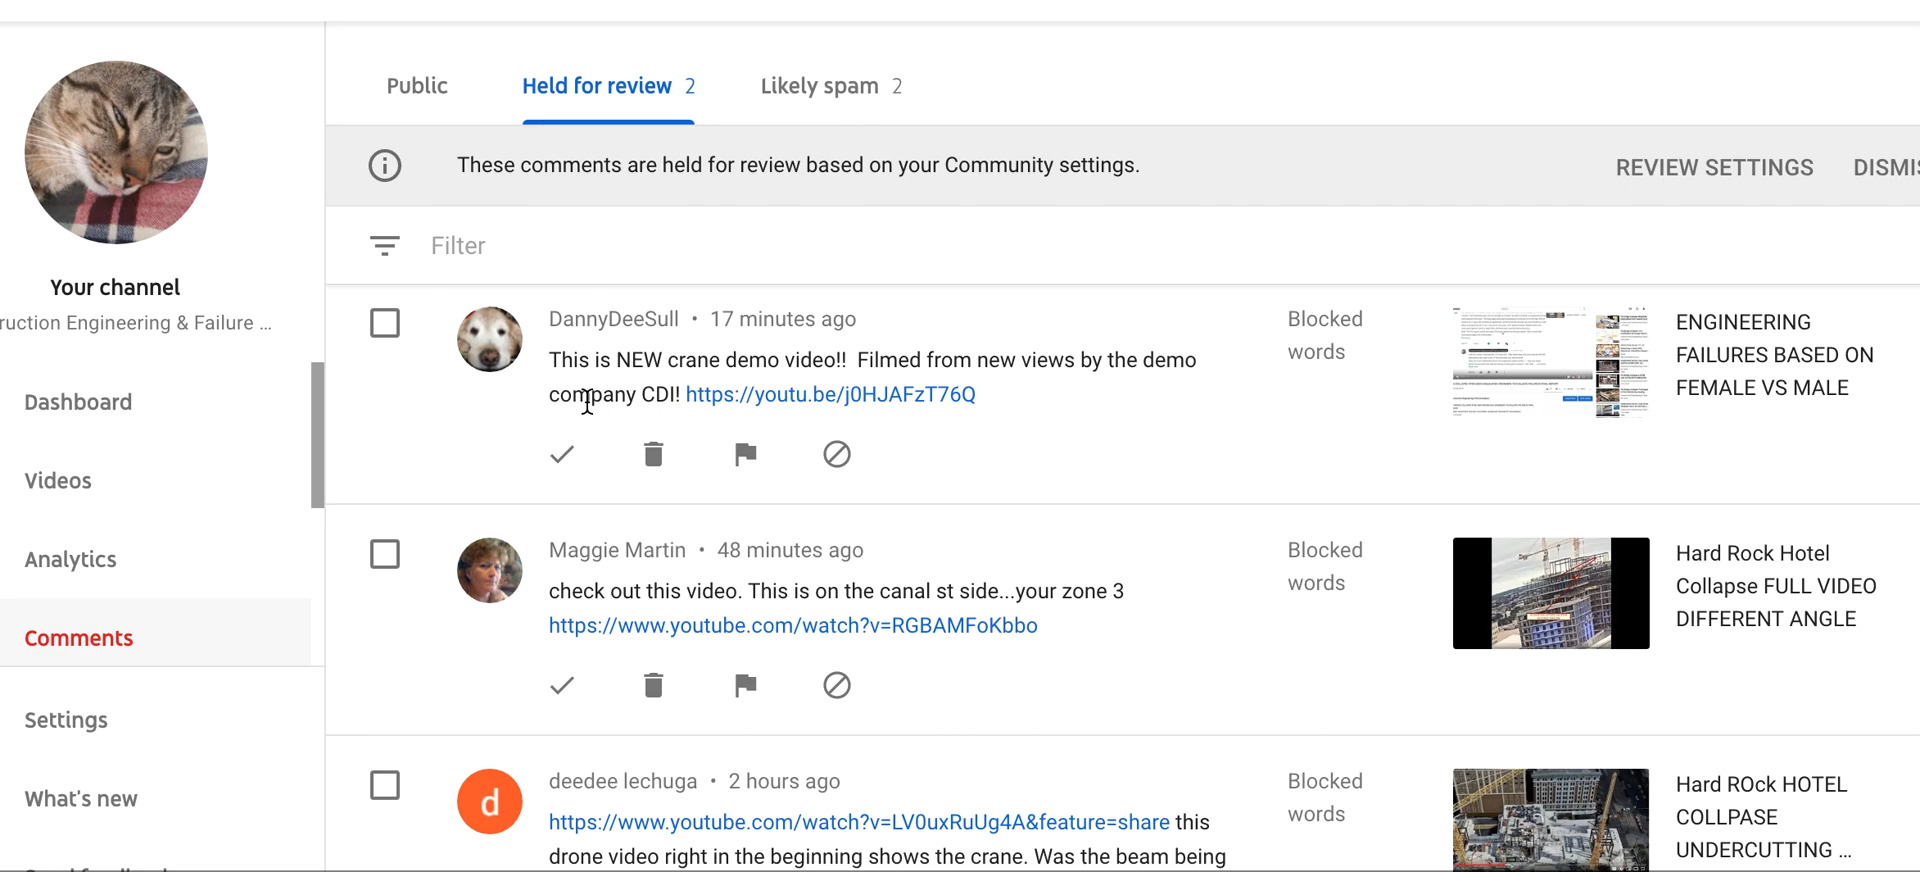 Public
Held for review 2
Likely spam 2
These comments are held for review based on your Community settings.
REVIEW SETTINGS
DISMIS
Filter
Your channel
ruction Engineering & Failure ...
Dashboard
Videos
Analytics
Comments
Settings
What's new
DannyDeeSull • 17 minutes ago
This is NEW crane demo video!! Filmed from new views by the demo
company CDI! https://youtu.be/j0HJAFzT76Q
Blocked
words
ENGINEERING
FAILURES BASED ON
FEMALE VS MALE
Maggie Martin • 48 minutes ago
check out this video. This is on the canal st side...your zone 3
https://www.youtube.com/watch?v=RGBAMFoKbbo
Blocked
words
Hard Rock Hotel
Collapse FULL VIDEO
DIFFERENT ANGLE
d
deedee lechuga • 2 hours ago
https://www.youtube.com/watch?v=LV0uxRuUg4A&feature=share this
drone video right in the beginning shows the crane. Was the beam being
Blocked
words
Hard ROck HOTEL
COLLPASE
UNDERCUTTING ...